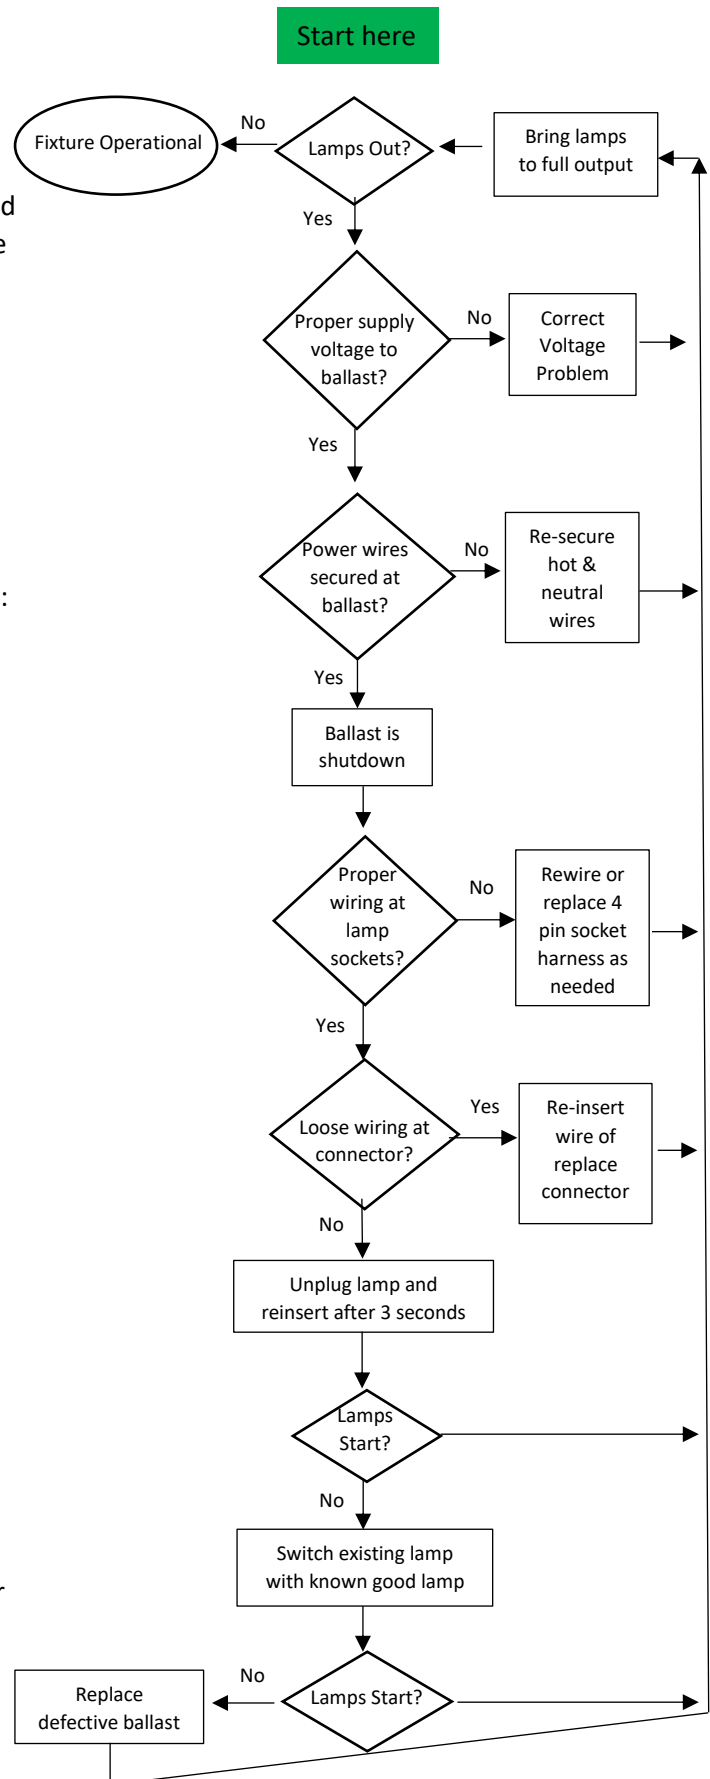 Start here
Fixture Operational
No
Lamps Out?
Bring lamps
to full output
d
Yes
e
Proper supply
voltage to
ballast?
No
Correct
Voltage
Problem
Yes
Power wires
secured at
ballast?
No
Re-secure
hot &
neutral
wires
:
Yes
Ballast is
shutdown
Proper
wiring at
lamp
sockets?
No
Rewire or
replace 4
pin socket
harness as
needed
Yes
Loose wiring at
connector?
Yes
Re-insert
wire of
replace
connector
No
Unplug lamp and
reinsert after 3 seconds
Lamps
Start?
No
Switch existing lamp
with known good lamp
r
Lamps Start?
No
Replace
defective ballast